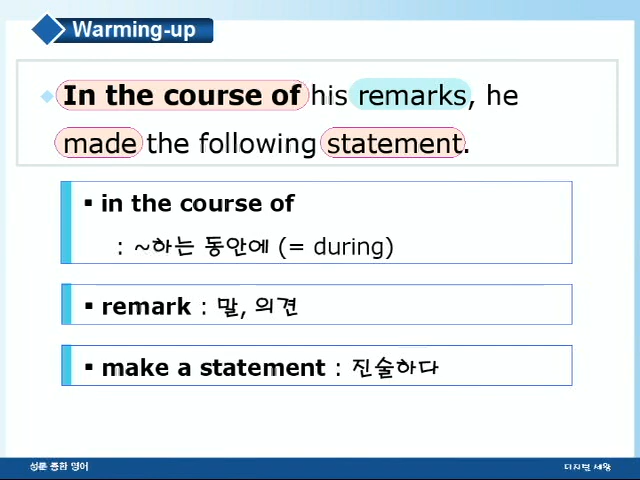 Warming-up
In the course of his remarks, he
made the following statement.
▪ in the course of
: ~하는 동안에 (= during)
▪ remark : 말, 의견
▪ make a statement : 진술하다
성문 종합 영어
디지털 세왕